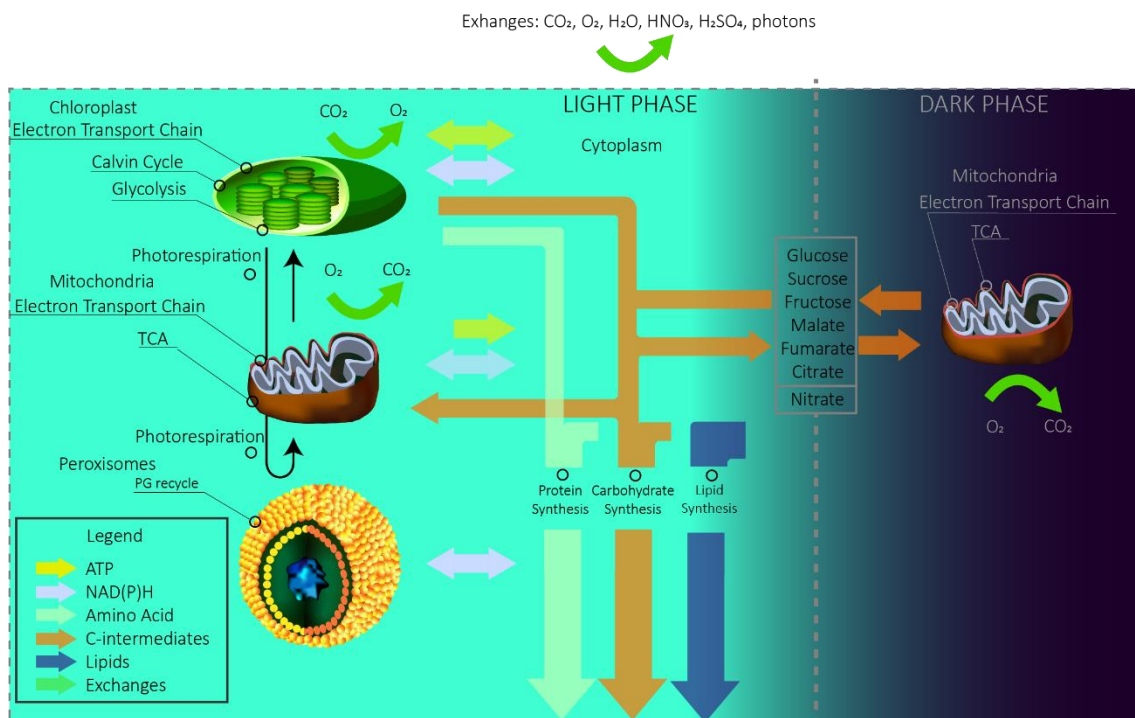 Exhanges: CO₂, O₂, H₂O, HNO₃, H₂SO₄, photons
LIGHT PHASE
DARK PHASE
Chloroplast
Electron Transport Chain
Calvin Cycle
Glycolysis
CO₂
O₂
Cytoplasm
Photorespiration
Mitochondria
Electron Transport Chain
TCA
O₂
CO₂
Photorespiration
Peroxisomes
PG recycle
Glucose
Sucrose
Fructose
Malate
Fumarate
Citrate
Nitrate
Mitochondria
Electron Transport Chain
TCA
O₂
CO₂
Protein
Synthesis
Carbohydrate
Synthesis
Lipid
Synthesis
Legend
ATP
NAD(P)H
Amino Acid
C-intermediates
Lipids
Exchanges